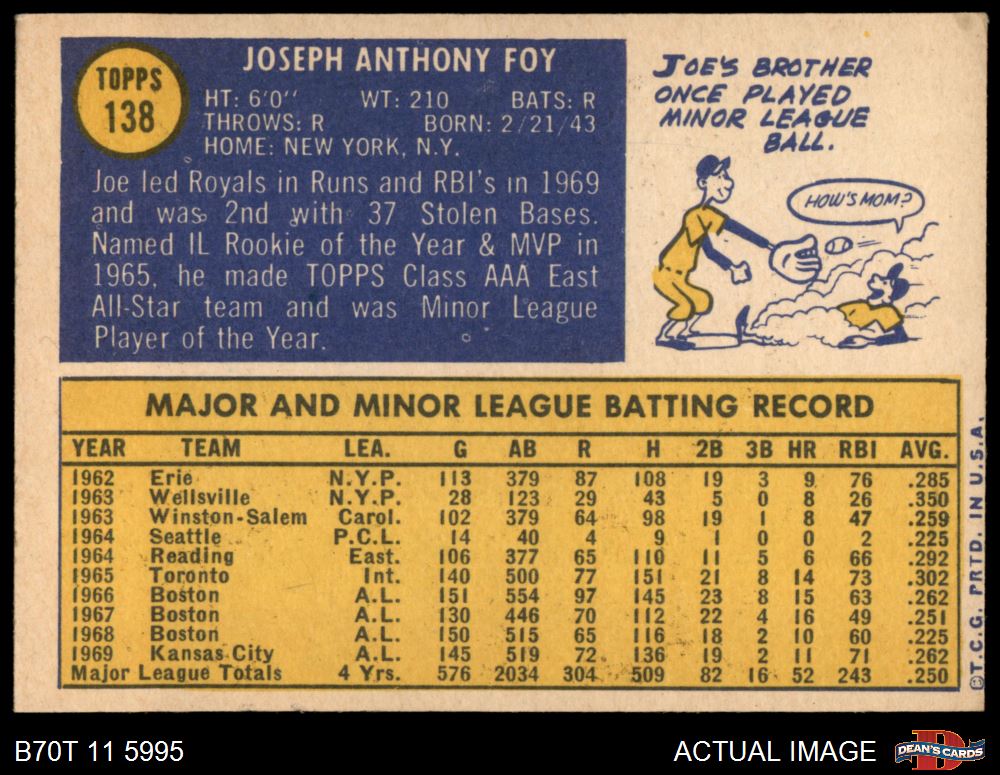 TOPPS
138
JOSEPH ANTHONY FOY
HT: 6'0'' WT: 210 BATS: R
THROWS: R BORN: 2/21/43
HOME: NEW YORK, N.Y.
Joe led Royals in Runs and RBI's in 1969
and was 2nd with 37 Stolen Bases.
Named IL Rookie of the Year & MVP in
1965, he made TOPPS Class AAA East
All-Star team and was Minor League
Player of the Year.
JOE'S BROTHER
ONCE PLAYED
MINOR LEAGUE
BALL.
HOW'S MOM?
MAJOR AND MINOR LEAGUE BATTING RECORD
YEAR TEAM LEA. G AB R H 2B 3B HR RBI AVG.
1962 Erie N.Y.P. 113 379 87 108 19 3 9 76 .285
1963 Wellsville N.Y.P. 28 123 29 43 5 0 8 26 .350
1963 Winston-Salem Carol. 102 379 64 98 19 1 8 47 .259
1964 Seattle P.C.L. 14 40 4 9 1 0 0 2 .225
1964 Reading East. 106 377 65 110 11 5 6 66 .292
1965 Toronto Int. 140 500 77 151 21 8 14 73 .302
1966 Boston A.L. 151 554 97 145 23 8 15 63 .262
1967 Boston A.L. 130 446 70 112 22 4 16 49 .251
1968 Boston A.L. 150 515 65 116 18 2 10 60 .225
1969 Kansas City A.L. 145 519 72 136 19 2 11 71 .262
Major League Totals 4 Yrs. 576 2034 304 509 82 16 52 243 .250
©T.C.G. PRTD. IN U.S.A.
B70T 11 5995
ACTUAL IMAGE
DEAN'S CARDS